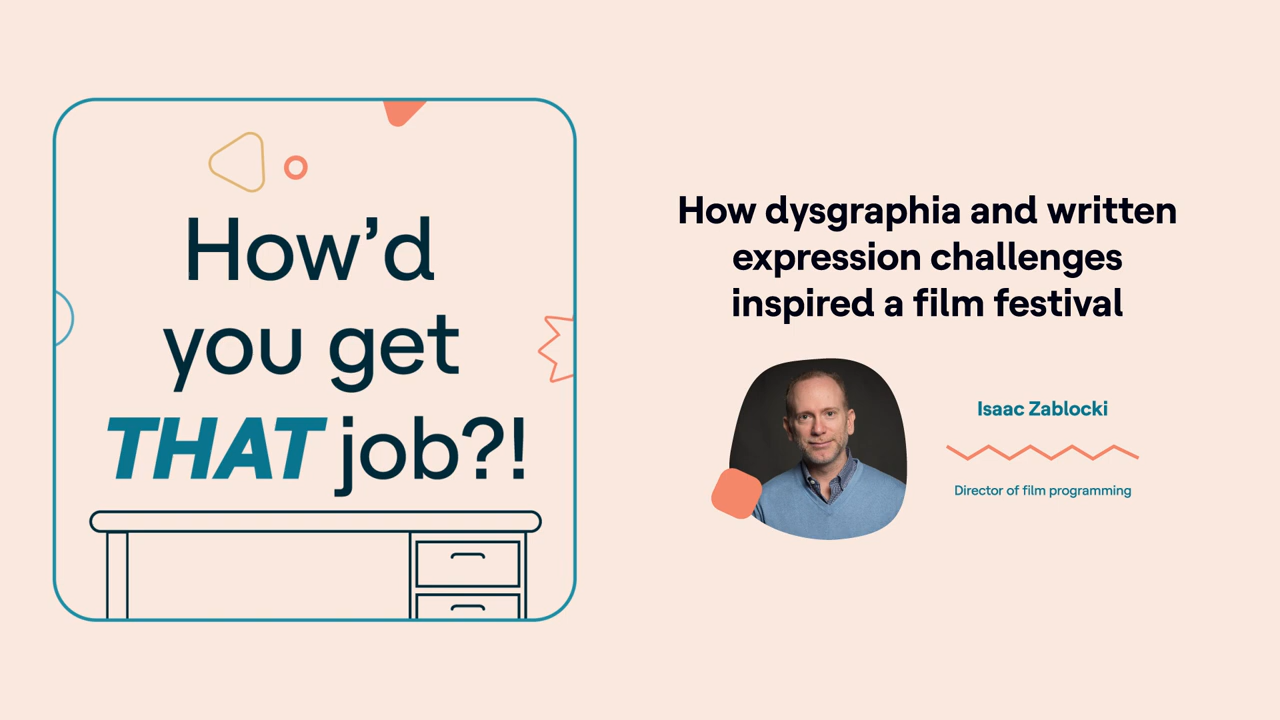 How’d
you get
THAT job?!
How dysgraphia and written
expression challenges
inspired a film festival
Isaac Zablocki
Director of film programming